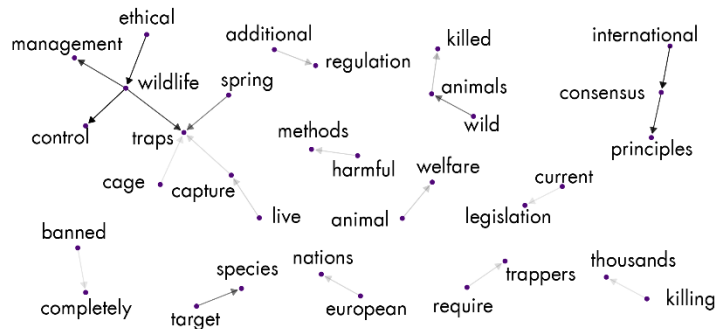 ethical
management
additional
killed
international
regulation
wildlife
spring
animals
consensus
control
traps
methods
wild
principles
harmful
welfare
cage
capture
current
live
animal
legislation
banned
nations
species
trappers
thousands
completely
target
european
require
killing